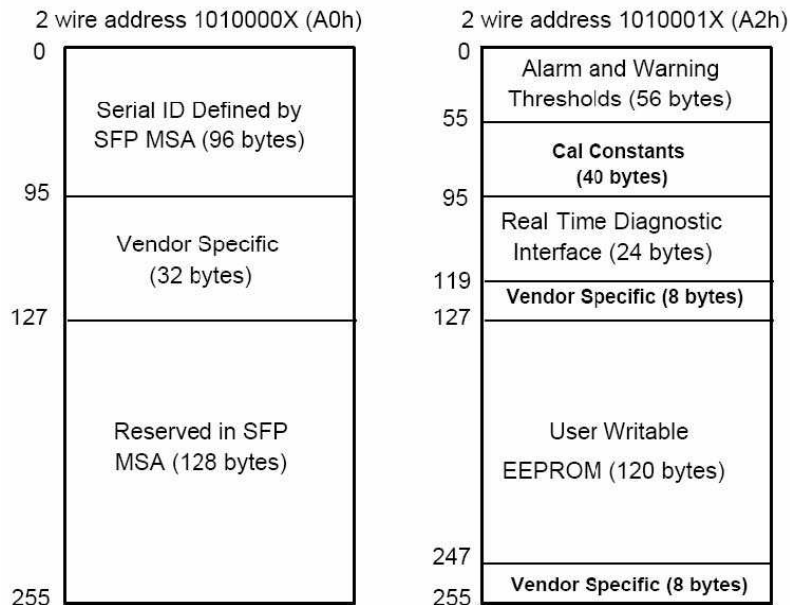 2 wire address 1010000X (A0h)
0
Serial ID Defined by
SFP MSA (96 bytes)
95
Vendor Specific
(32 bytes)
127
Reserved in SFP
MSA (128 bytes)
255
2 wire address 1010001X (A2h)
0
Alarm and Warning
Thresholds (56 bytes)
55
Cal Constants
(40 bytes)
95
Real Time Diagnostic
Interface (24 bytes)
119
Vendor Specific (8 bytes)
127
User Writable
EEPROM (120 bytes)
247
Vendor Specific (8 bytes)
255